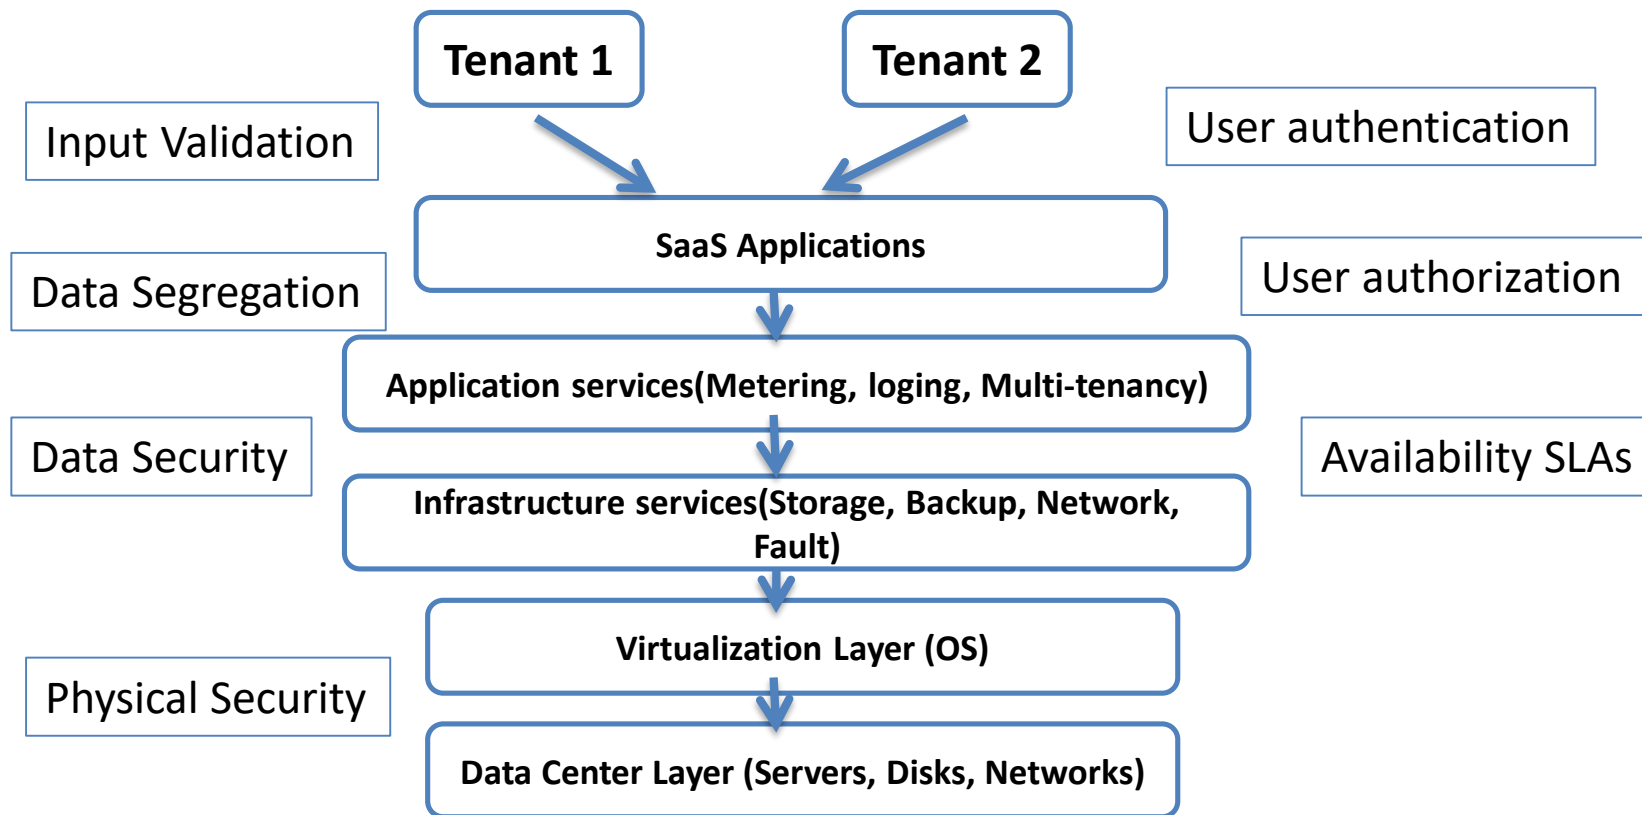 Tenant 1
Tenant 2
Input Validation
User authentication
SaaS Applications
Data Segregation
User authorization
Application services(Metering, loging, Multi-tenancy)
Data Security
Availability SLAs
Infrastructure services(Storage, Backup, Network,
Fault)
Virtualization Layer (OS)
Physical Security
Data Center Layer (Servers, Disks, Networks)